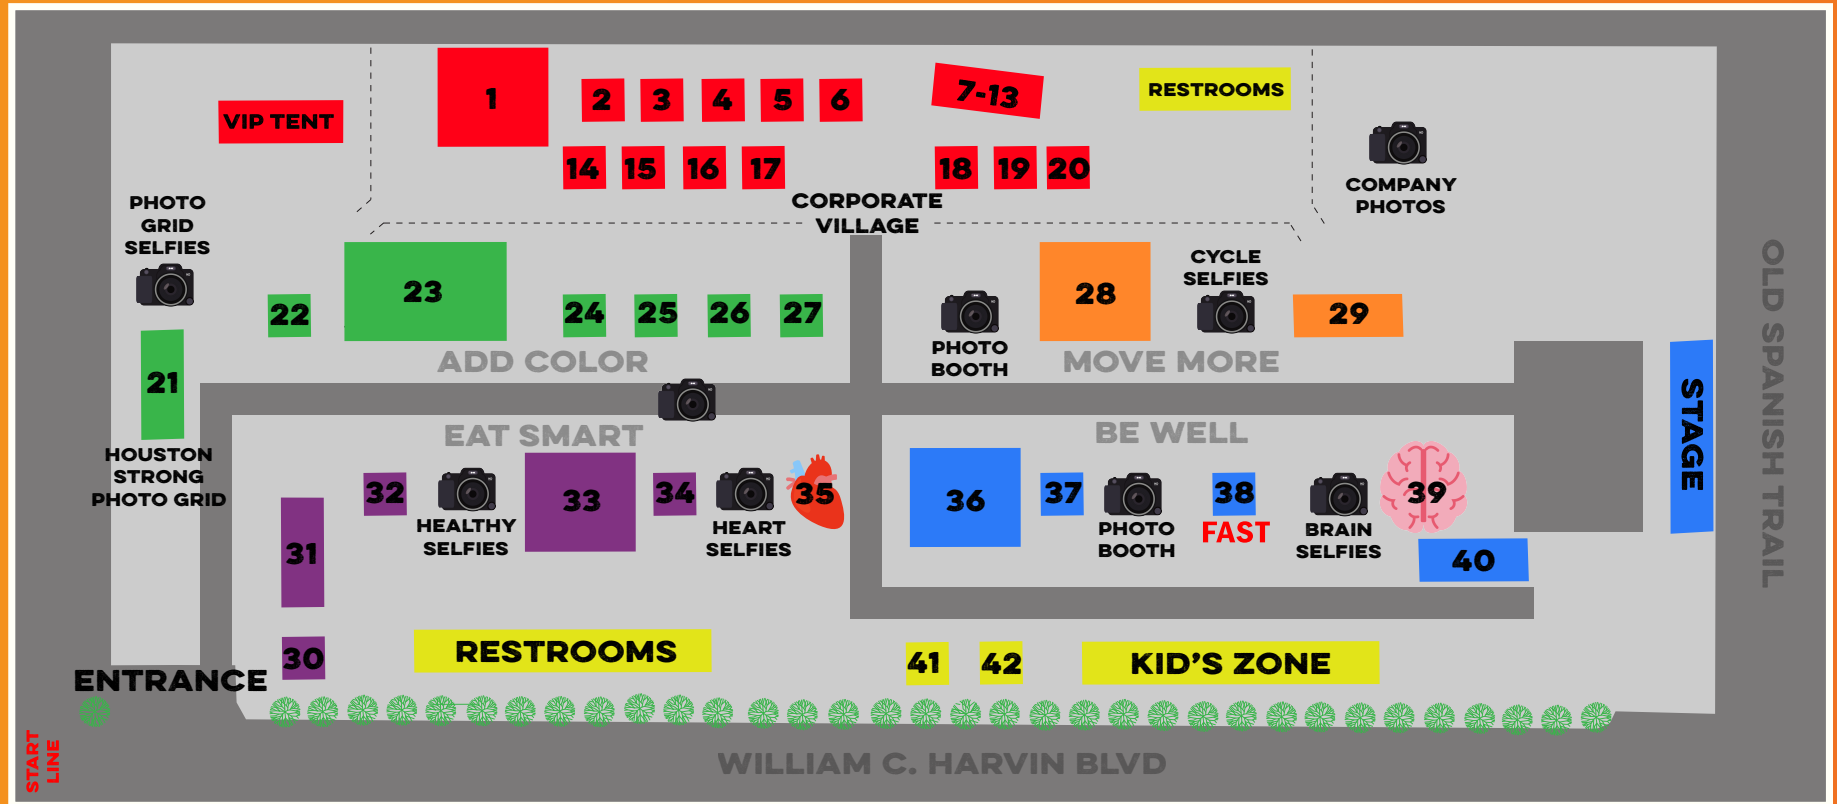 1
2
3
4
5
6
7-13
RESTROOMS
VIP TENT
14
15
16
17
18
19
20
COMPANY
PHOTOS
PHOTO
GRID
SELFIES
CORPORATE
VILLAGE
22
23
24
25
26
27
28
CYCLE
SELFIES
29
PHOTO
BOOTH
ADD COLOR
MOVE MORE
21
HOUSTON
STRONG
PHOTO GRID
EAT SMART
BE WELL
STAGE
OLD SPANISH TRAIL
32
HEALTHY
SELFIES
33
34
HEART
SELFIES
35
36
37
PHOTO
BOOTH
38
FAST
BRAIN
SELFIES
39
40
31
30
RESTROOMS
41
42
KID'S ZONE
ENTRANCE
START
LINE
WILLIAM C. HARVIN BLVD